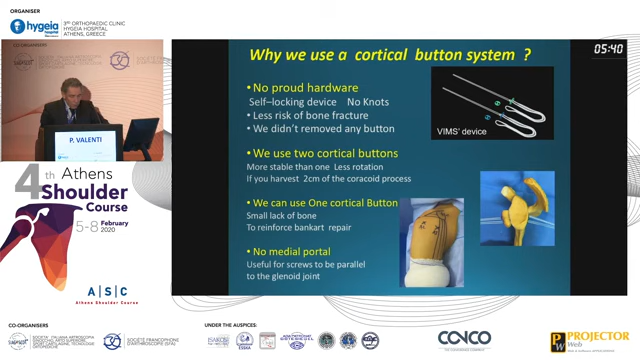 ORGANISER
hygeia
hospital
3RD ORTHOPAEDIC CLINIC
HYGEIA HOSPITAL
ATHENS, GREECE
CO-ORGANISERS
P. VALENTI
4th Athens
Shoulder
Course
5-8 February
2020
A|S|C
Athens Shoulder Course
05:40
Why we use a cortical button system ?
• No proud hardware
Self–locking device No Knots
• Less risk of bone fracture
• We didn't removed any button
VIMS' device
• We use two cortical buttons
More stable than one Less rotation
If you harvest 2cm of the coracoid process
• We can use One cortical Button
Small lack of bone
To reinforce bankart repair
• No medial portal
Useful for screws to be parallel
to the glenoid joint
CO-ORGANISERS
UNDER THE AUSPICES:
CONCO
PROJECTOR
Web